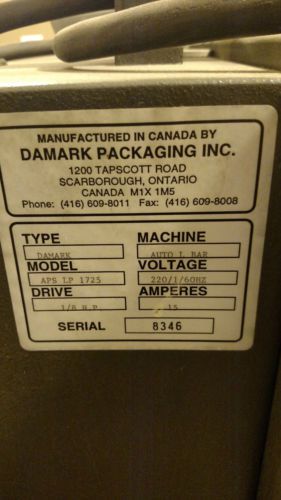 MANUFACTURED IN CANADA BY
DAMARK PACKAGING INC.
1200 TAPSCOTT ROAD
SCARBOROUGH, ONTARIO
CANADA M1X 1M5
Phone: (416) 609-8011 Fax: (416) 609-8008
TYPE MACHINE
DAMARK AUTO L BAR
MODEL VOLTAGE
APS LP 1725 220/1/60HZ
DRIVE AMPERES
1/8 H.P. 15
SERIAL 8346